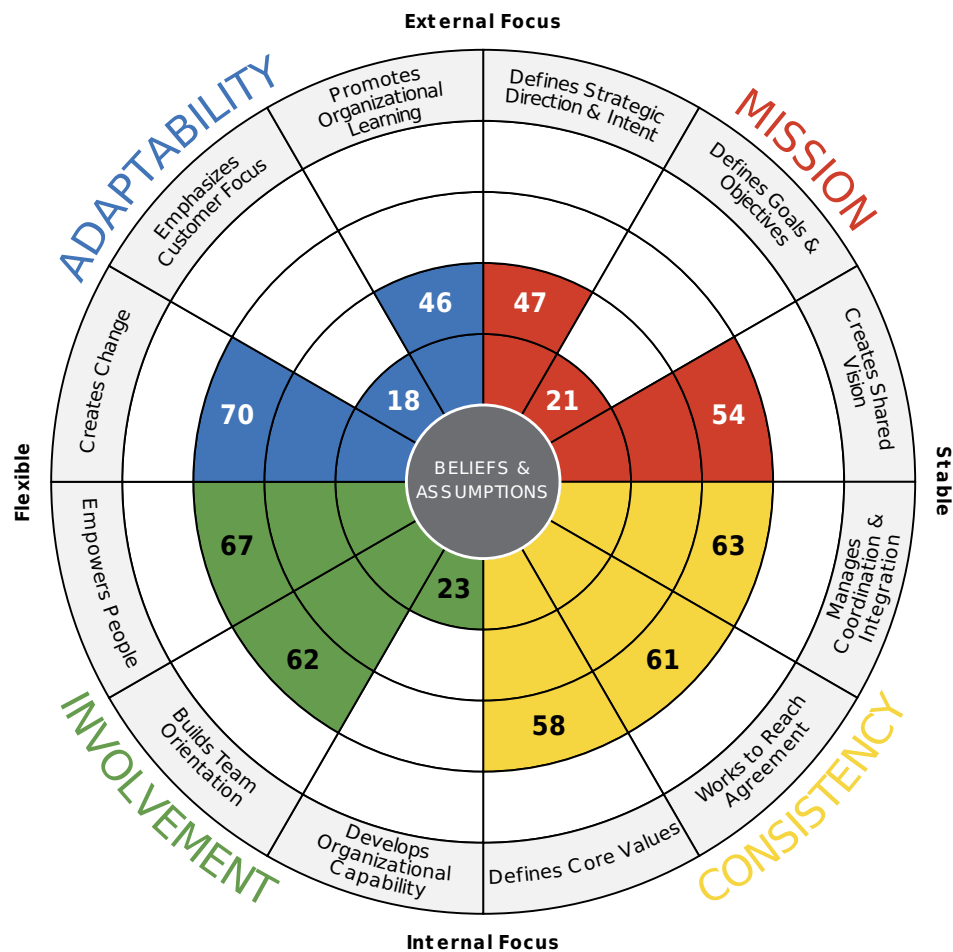 External Focus
ADAPTABILITY
MISSION
Promotes
Organizational
Learning
Defines Strategic
Direction & Intent
Emphasizes
Customer Focus
Defines Goals &
Objectives
Creates Change
Creates Shared
Vision
46
47
18
21
70
54
Flexible
BELIEFS &
ASSUMPTIONS
Stable
67
63
23
62
61
58
Empowers People
Manages
Coordination &
Integration
Builds Team
Orientation
Works to Reach
Agreement
Develops
Organizational
Capability
Defines Core Values
INVOLVEMENT
CONSISTENCY
Internal Focus